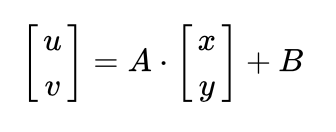 [u v] = A · [x y] + B